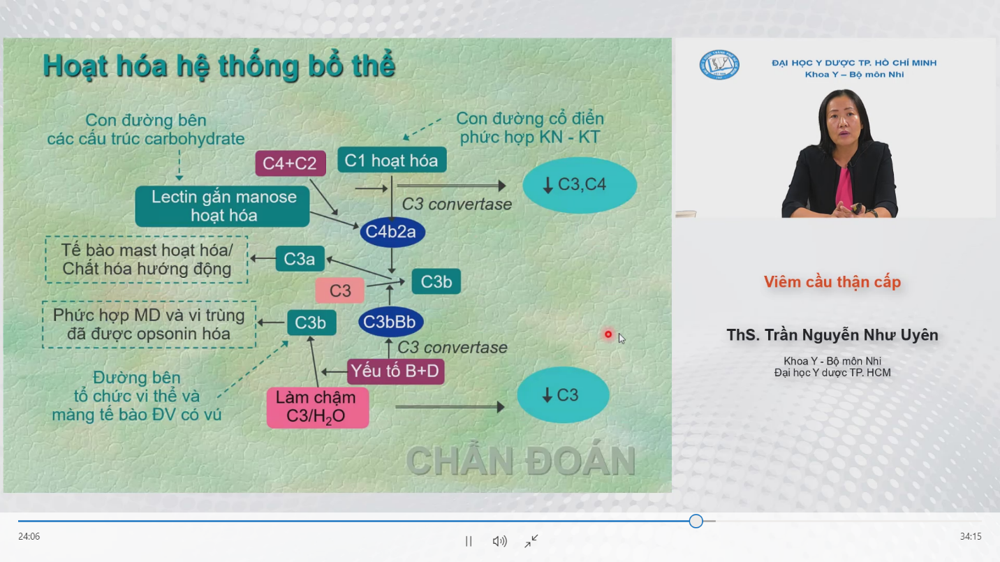 Hoạt hóa hệ thống bổ thể
Con đường bên
các cấu trúc carbohydrate
Con đường cổ điển
phức hợp KN - KT
C4+C2
C1 hoạt hóa
Lectin gắn manose
hoạt hóa
C3 convertase
C3,C4
C4b2a
Tế bào mast hoạt hóa/
Chất hóa hướng động
C3a
C3
C3b
Phức hợp MD và vi trùng
đã được opsonin hóa
C3b
C3bBb
C3 convertase
Yếu tố B+D
Đường bên
tổ chức vi thể và
màng tế bào ĐV có vú
Làm chậm
C3/H₂O
C3
CHẨN ĐOÁN
ĐẠI HỌC Y DƯỢC TP. HỒ CHÍ MINH
Khoa Y – Bộ môn Nhi
Viêm cầu thận cấp
ThS. Trần Nguyễn Như Uyên
Khoa Y - Bộ môn Nhi
Đại học Y dược TP. HCM
24:06
34:15